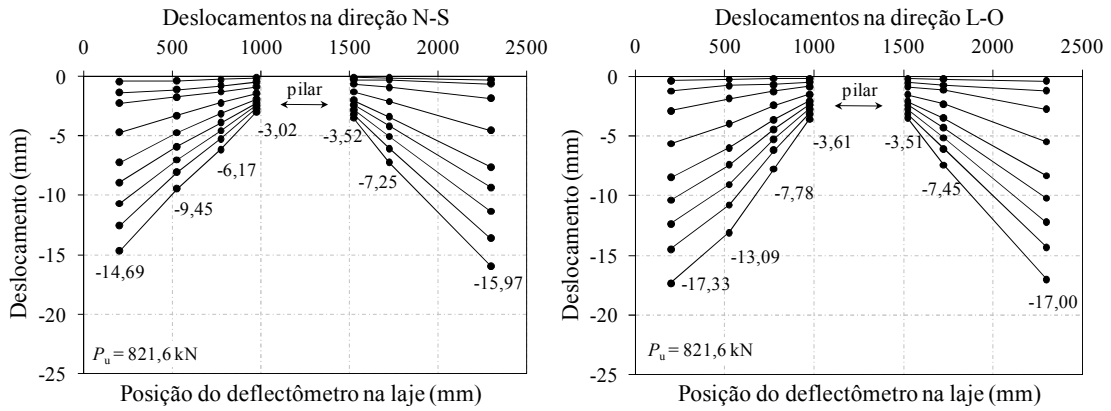 Deslocamentos na direção N-S
0 500 1000 1500 2000 2500
0
-5
-10
-15
-20
-25
Deslocamento (mm)
pilar
-3,02
-3,52
-6,17
-7,25
-9,45
-14,69
-15,97
Pu = 821,6 kN
Posição do deflectômetro na laje (mm)
Deslocamentos na direção L-O
0 500 1000 1500 2000 2500
0
-5
-10
-15
-20
-25
Deslocamento (mm)
pilar
-3,61
-3,51
-7,78
-7,45
-13,09
-17,33
-17,00
Pu = 821,6 kN
Posição do deflectômetro na laje (mm)